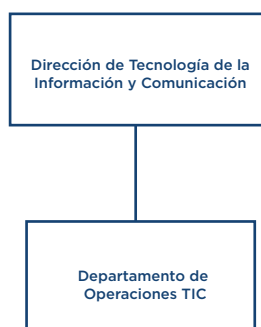 Dirección de Tecnología de la
Información y Comunicación
Departamento de
Operaciones TIC